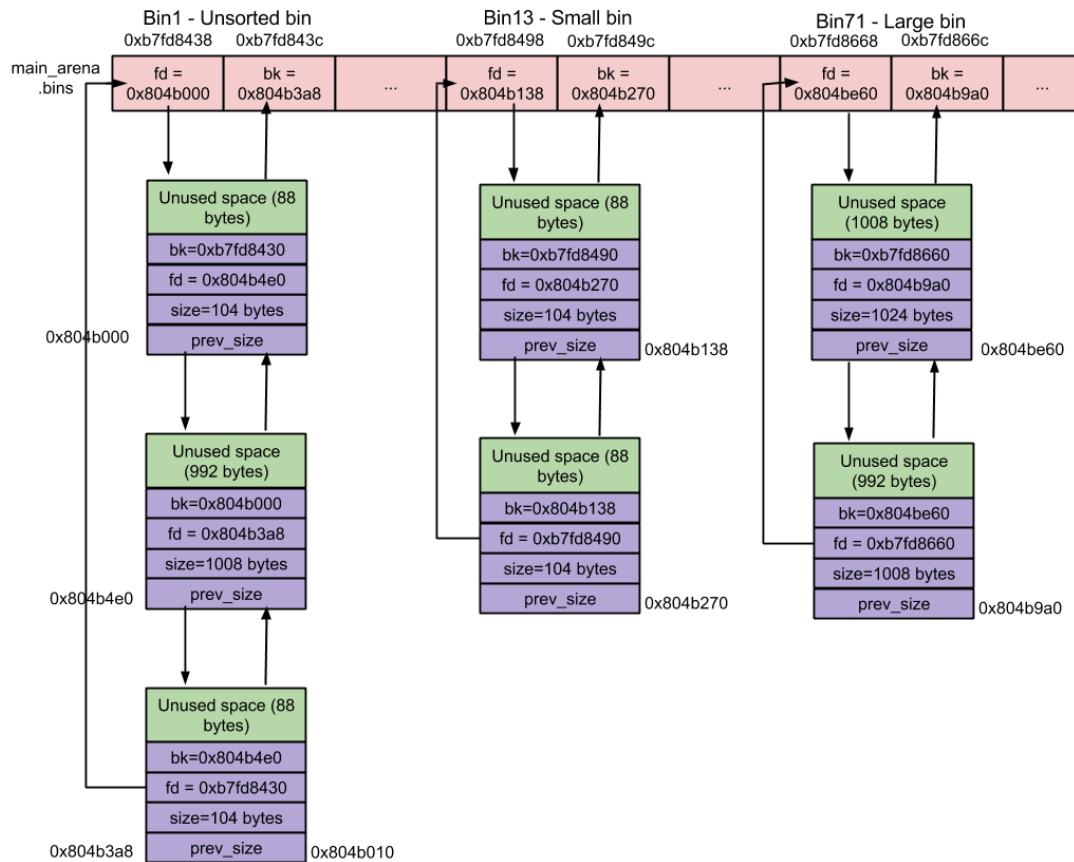 Bin1 - Unsorted bin
0xb7fd8438
0xb7fd843c
Bin13 - Small bin
0xb7fd8498
0xb7fd849c
Bin71 - Large bin
0xb7fd8668
0xb7fd866c
main_arena
.bins
fd =
0x804b000
bk =
0x804b3a8
...
fd =
0x804b138
bk =
0x804b270
...
fd =
0x804be60
bk =
0x804b9a0
...
Unused space (88
bytes)
bk=0xb7fd8430
fd = 0x804b4e0
size=104 bytes
prev_size
0x804b000
Unused space
(992 bytes)
bk=0x804b000
fd = 0x804b3a8
size=1008 bytes
prev_size
0x804b4e0
Unused space (88
bytes)
bk=0x804b4e0
fd = 0xb7fd8430
size=104 bytes
prev_size
0x804b3a8
0x804b010
Unused space (88
bytes)
bk=0xb7fd8490
fd = 0x804b270
size=104 bytes
prev_size
0x804b138
Unused space (88
bytes)
bk=0x804b138
fd = 0xb7fd8490
size=104 bytes
prev_size
0x804b270
Unused space
(1008 bytes)
bk=0xb7fd8660
fd = 0x804b9a0
size=1024 bytes
prev_size
0x804be60
Unused space
(992 bytes)
bk=0x804be60
fd = 0xb7fd8660
size=1008 bytes
prev_size
0x804b9a0